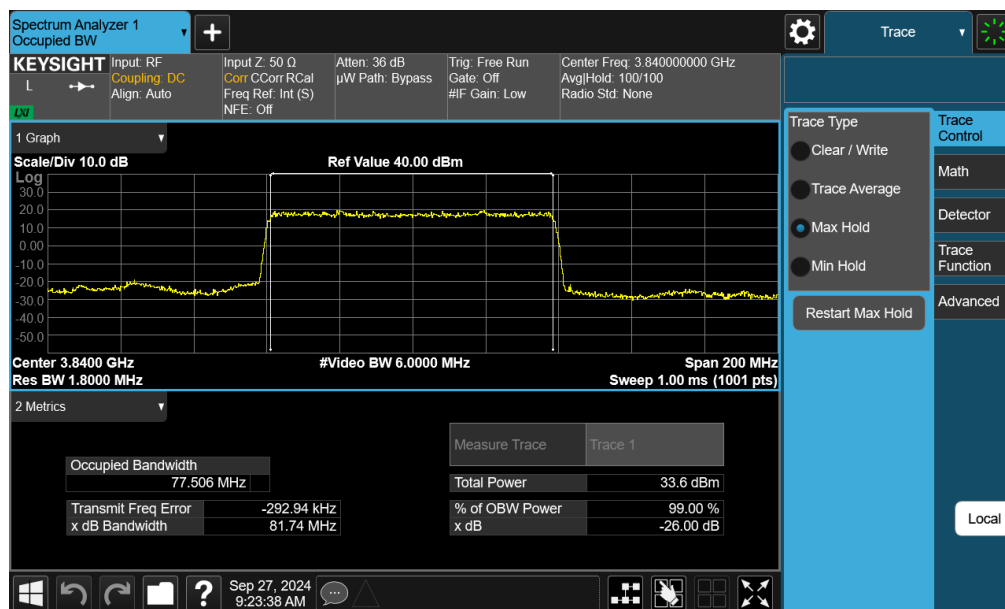 Spectrum Analyzer 1
Occupied BW
+
Trace
KEYSIGHT
L
LXI
Input: RF
Coupling: DC
Align: Auto
Input Z: 50 Ω
Corr CCorr RCal
Freq Ref: Int (S)
NFE: Off
Atten: 36 dB
µW Path: Bypass
Trig: Free Run
Gate: Off
#IF Gain: Low
Center Freq: 3.840000000 GHz
Avg|Hold: 100/100
Radio Std: None
1 Graph
Scale/Div 10.0 dB
Ref Value 40.00 dBm
Log
30.0
20.0
10.0
0.00
-10.0
-20.0
-30.0
-40.0
-50.0
Center 3.8400 GHz
#Video BW 6.0000 MHz
Span 200 MHz
Res BW 1.8000 MHz
Sweep 1.00 ms (1001 pts)
2 Metrics
Measure Trace
Trace 1
Occupied Bandwidth
77.506 MHz
Total Power
33.6 dBm
Transmit Freq Error
-292.94 kHz
% of OBW Power
99.00 %
x dB Bandwidth
81.74 MHz
x dB
-26.00 dB
Trace Type
Clear / Write
Trace Average
Max Hold
Min Hold
Restart Max Hold
Trace
Control
Math
Detector
Trace
Function
Advanced
Local
?
Sep 27, 2024
9:23:38 AM